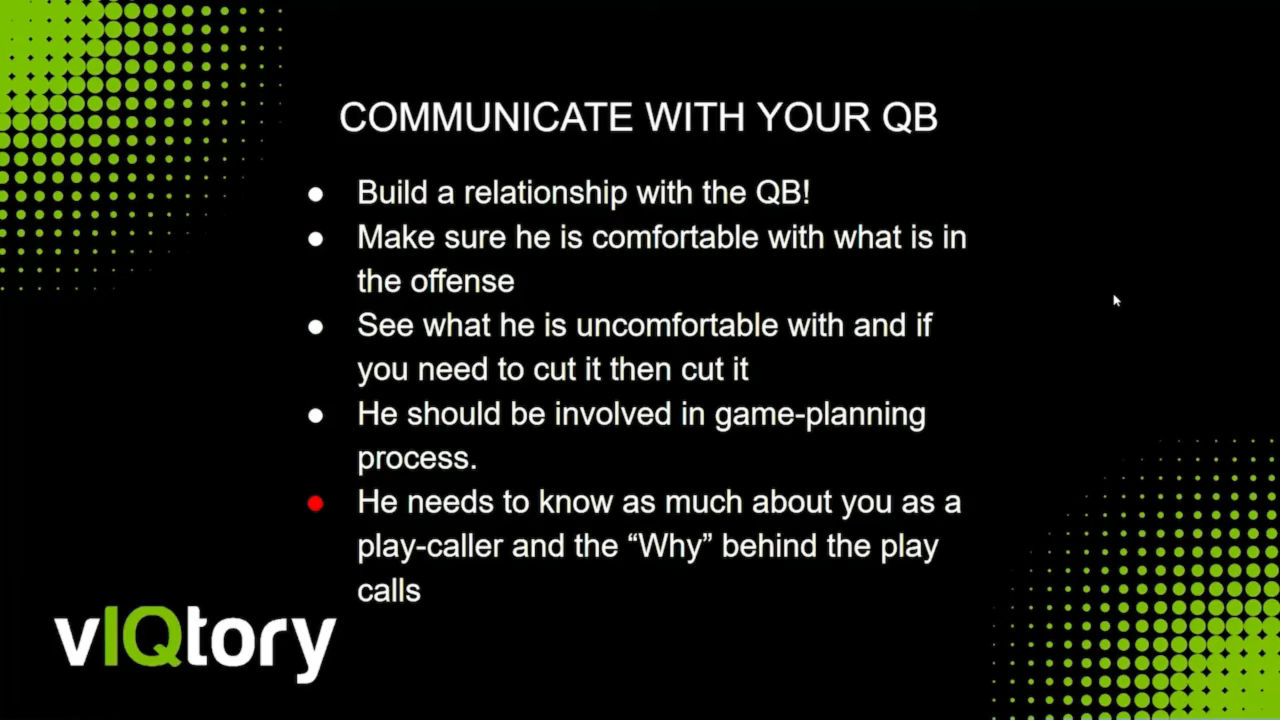 COMMUNICATE WITH YOUR QB
● Build a relationship with the QB!
● Make sure he is comfortable with what is in
the offense
● See what he is uncomfortable with and if
you need to cut it then cut it
● He should be involved in game-planning
process.
● He needs to know as much about you as a
play-caller and the “Why” behind the play
calls
vIQtory